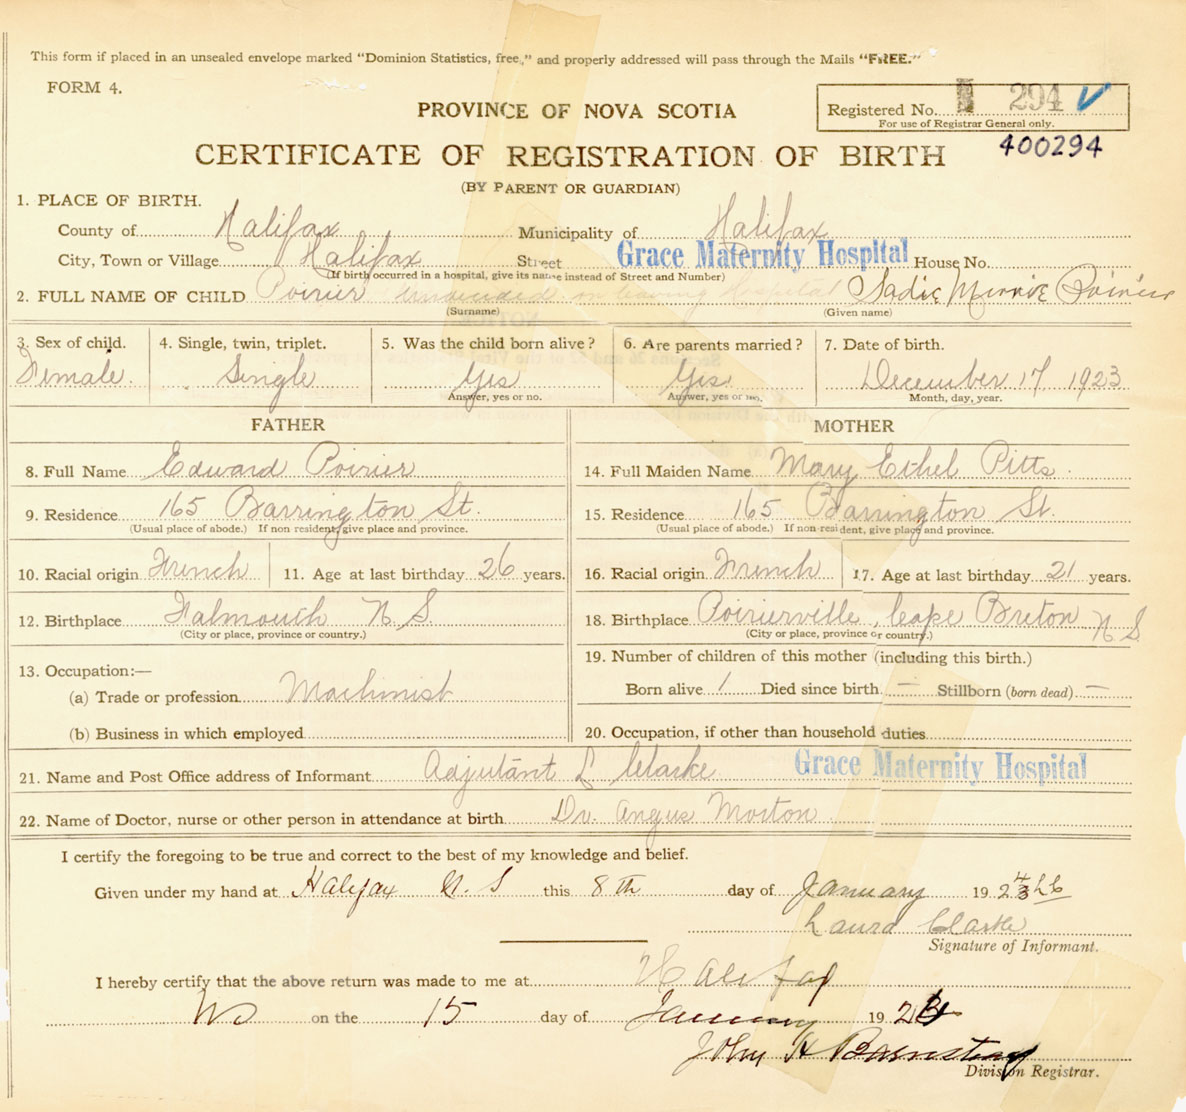 This form if placed in an unsealed envelope marked "Dominion Statistics, free," and properly addressed will pass through the Mails "FREE."
FORM 4.
PROVINCE OF NOVA SCOTIA
Registered No. 294
For use of Registrar General only.
400294
CERTIFICATE OF REGISTRATION OF BIRTH
(BY PARENT OR GUARDIAN)
1. PLACE OF BIRTH.
County of Halifax Municipality of Halifax
City, Town or Village Halifax Street Grace Maternity Hospital House No.
(If birth occurred in a hospital, give its name instead of Street and Number)
2. FULL NAME OF CHILD Poirier undecided on leaving Hospital Sadie Minnie Poirier
(Surname) (Given name)
3. Sex of child. 4. Single, twin, triplet. 5. Was the child born alive? 6. Are parents married? 7. Date of birth.
Female. Single Yes Yes. December 17 1923
Answer, yes or no. Answer, yes or no. Month, day, year.
FATHER MOTHER
8. Full Name Edward Poirier 14. Full Maiden Name Mary Ethel Pitts.
9. Residence 165 Barrington St. 15. Residence 165 Barrington St.
(Usual place of abode.) If non resident, give place and province. (Usual place of abode.) If non-resident, give place and province.
10. Racial origin French 11. Age at last birthday 26 years. 16. Racial origin French 17. Age at last birthday 21 years.
12. Birthplace Falmouth N.S. 18. Birthplace Poirierville, Cape Breton N S
(City or place, province or country.) (City or place, province or country.)
13. Occupation:— 19. Number of children of this mother (including this birth.)
(a) Trade or profession Machinist Born alive 1 Died since birth — Stillborn (born dead) —
(b) Business in which employed 20. Occupation, if other than household duties
21. Name and Post Office address of Informant Adjutant L Clarke Grace Maternity Hospital
22. Name of Doctor, nurse or other person in attendance at birth Dr. Angus Morton
I certify the foregoing to be true and correct to the best of my knowledge and belief.
Given under my hand at Halifax N.S this 8th day of January 192
Laura Clarke
Signature of Informant.
I hereby certify that the above return was made to me at Halifax
NS on the 15 day of January 192
John H Barnstead
Division Registrar.